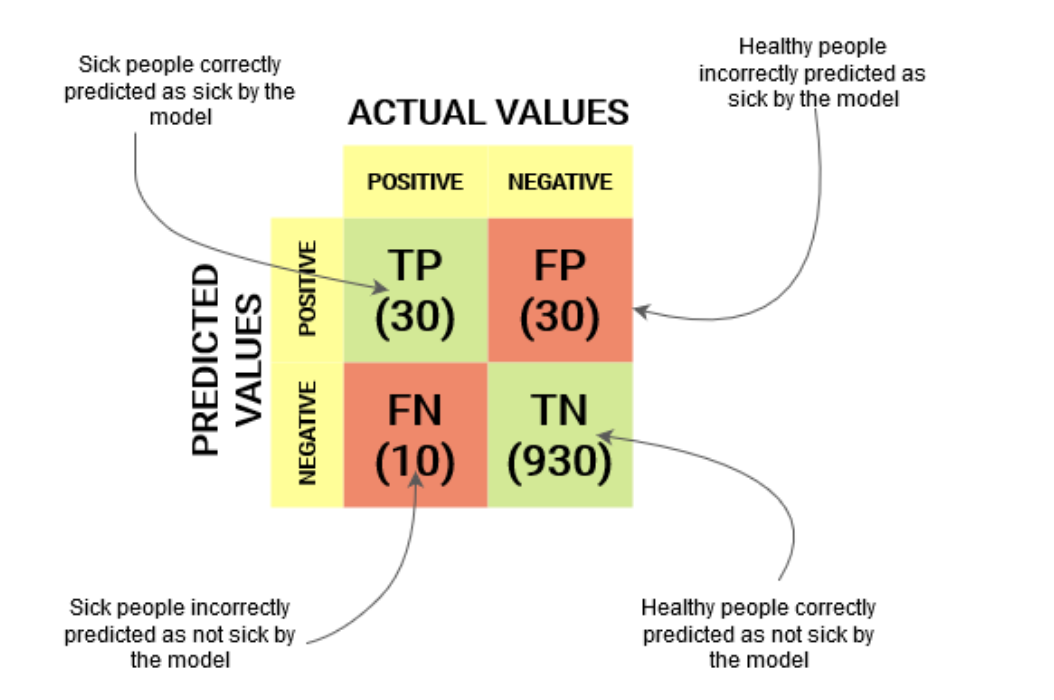 Sick people correctly
predicted as sick by the
model
Healthy people
incorrectly predicted as
sick by the model
ACTUAL VALUES
POSITIVE
NEGATIVE
PREDICTED
VALUES
POSITIVE
TP
(30)
FP
(30)
NEGATIVE
FN
(10)
TN
(930)
Sick people incorrectly
predicted as not sick by
the model
Healthy people correctly
predicted as not sick by
the model